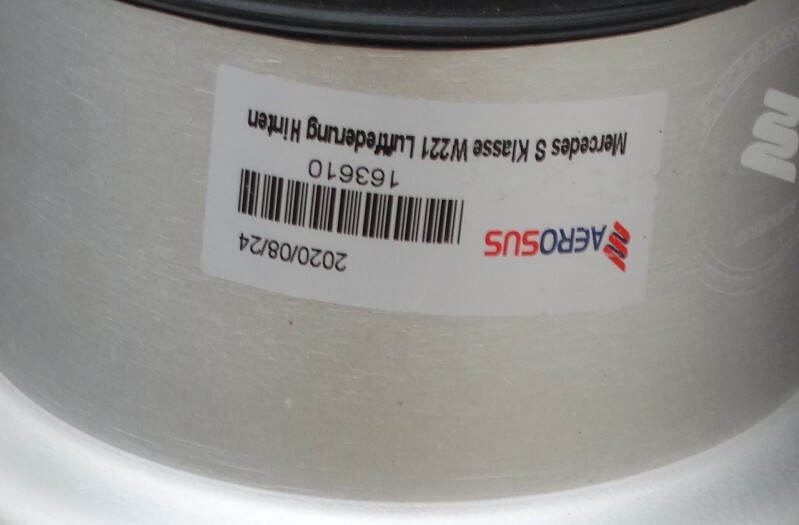 AEROSUS
2020/08/24
163610
Mercedes S Klasse W221 Luftfederung Hinten